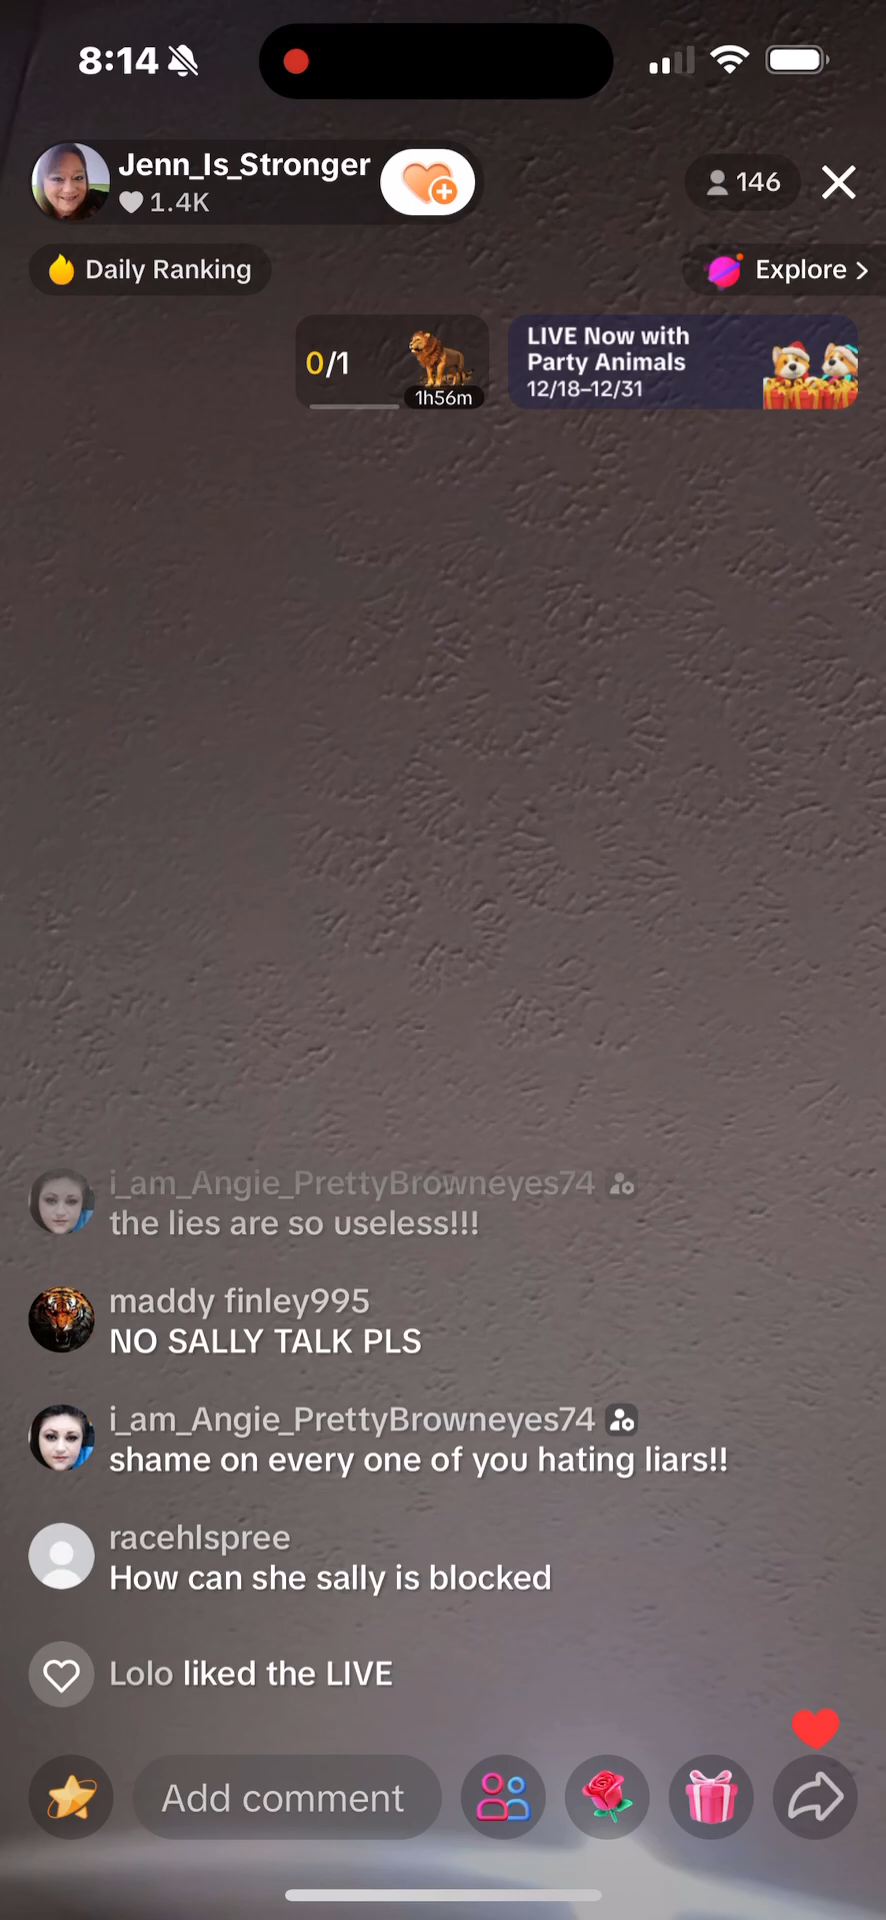 8:14
Jenn_Is_Stronger
1.4K
146
Daily Ranking
Explore >
0/1
1h56m
LIVE Now with
Party Animals
12/18–12/31
i_am_Angie_PrettyBrowneyes74
the lies are so useless!!!
maddy finley995
NO SALLY TALK PLS
i_am_Angie_PrettyBrowneyes74
shame on every one of you hating liars!!
racehlspree
How can she sally is blocked
Lolo liked the LIVE
Add comment